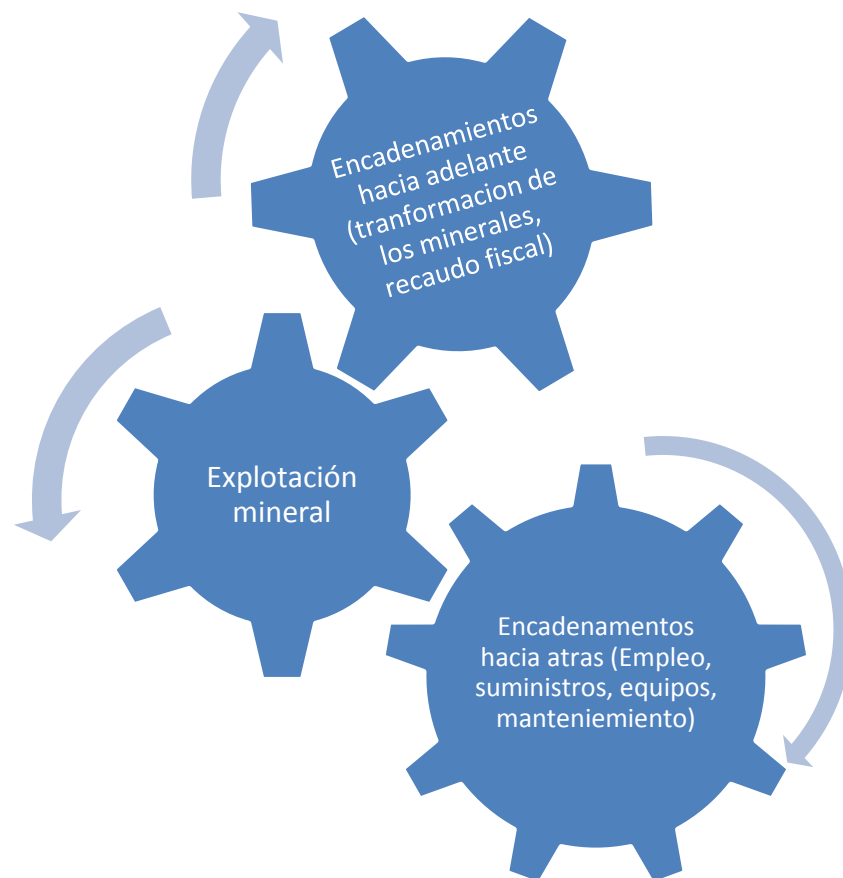 Encadenamientos
hacia adelante
(tranformacion de
los minerales,
recaudo fiscal)
Explotación
mineral
Encadenamentos
hacia atras (Empleo,
suministros, equipos,
manteniemiento)